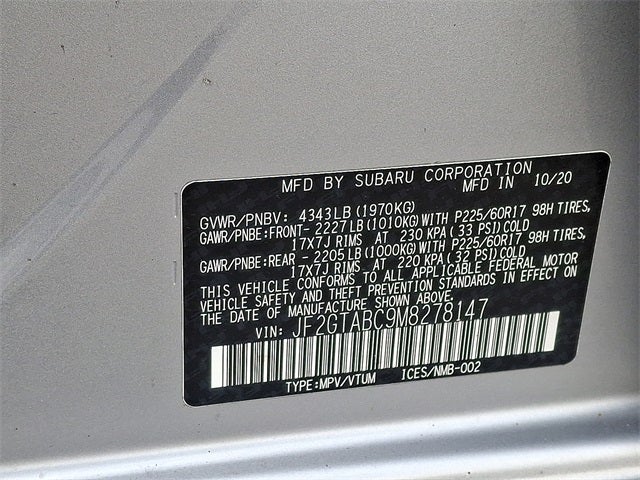 MFD BY SUBARU CORPORATION
MFD IN 10/20
GVWR/PNBV: 4343LB(1970KG)
GAWR/PNBE:FRONT- 2227LB(1010KG)WITH P225/60R17 98H TIRES,
17X7J RIMS AT 230 KPA(33 PSI)COLD
GAWR/PNBE:REAR - 2205LB(1000KG)WITH P225/60R17 98H TIRES,
17X7J RIMS AT 220 KPA(32 PSI)COLD
THIS VEHICLE CONFORMS TO ALL APPLICABLE FEDERAL MOTOR
VEHICLE SAFETY AND THEFT PREVENTION STANDARDS IN EFFECT ON
THE DATE OF MANUFACTURE SHOWN ABOVE.
VIN: JF2GTABC9M8278147
TYPE:MPV/VTUM ICES/NMB-002